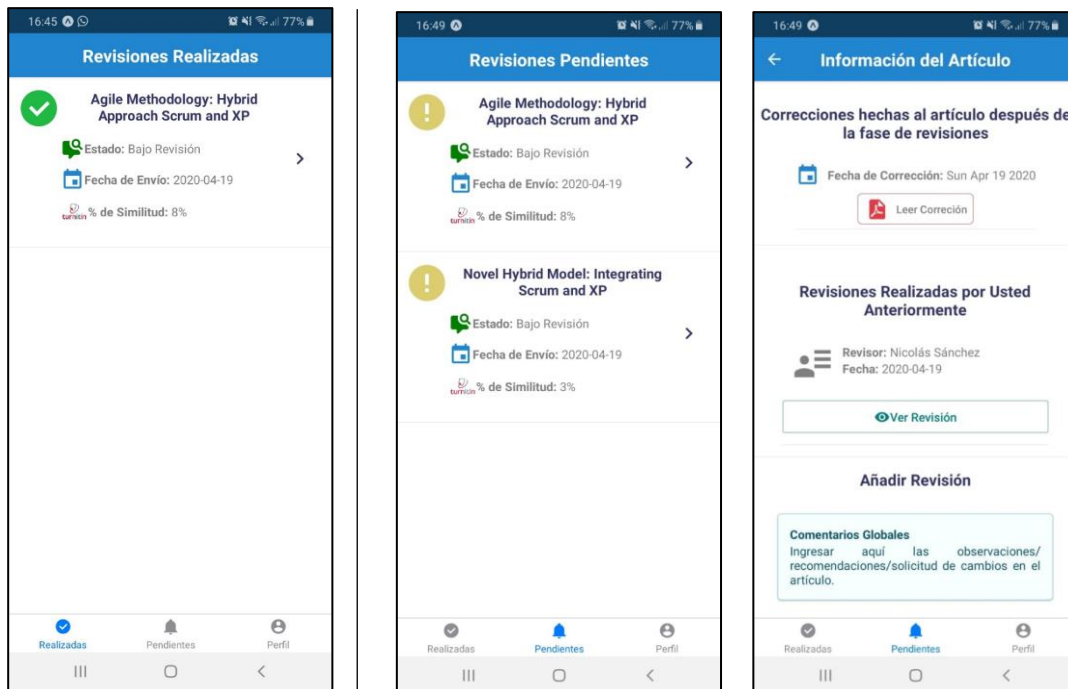 16:45 77%
Revisiones Realizadas
Agile Methodology: Hybrid
Approach Scrum and XP
Estado: Bajo Revisión
Fecha de Envío: 2020-04-19
turnitin % de Similitud: 8%
Realizadas Pendientes Perfil
16:49 77%
Revisiones Pendientes
Agile Methodology: Hybrid
Approach Scrum and XP
Estado: Bajo Revisión
Fecha de Envío: 2020-04-19
turnitin % de Similitud: 8%
Novel Hybrid Model: Integrating
Scrum and XP
Estado: Bajo Revisión
Fecha de Envío: 2020-04-19
turnitin % de Similitud: 3%
Realizadas Pendientes Perfil
16:49 77%
Información del Artículo
Correcciones hechas al artículo después de
la fase de revisiones
Fecha de Corrección: Sun Apr 19 2020
Leer Correción
Revisiones Realizadas por Usted
Anteriormente
Revisor: Nicolás Sánchez
Fecha: 2020-04-19
Ver Revisión
Añadir Revisión
Comentarios Globales
Ingresar aquí las observaciones/
recomendaciones/solicitud de cambios en el
artículo.
Realizadas Pendientes Perfil